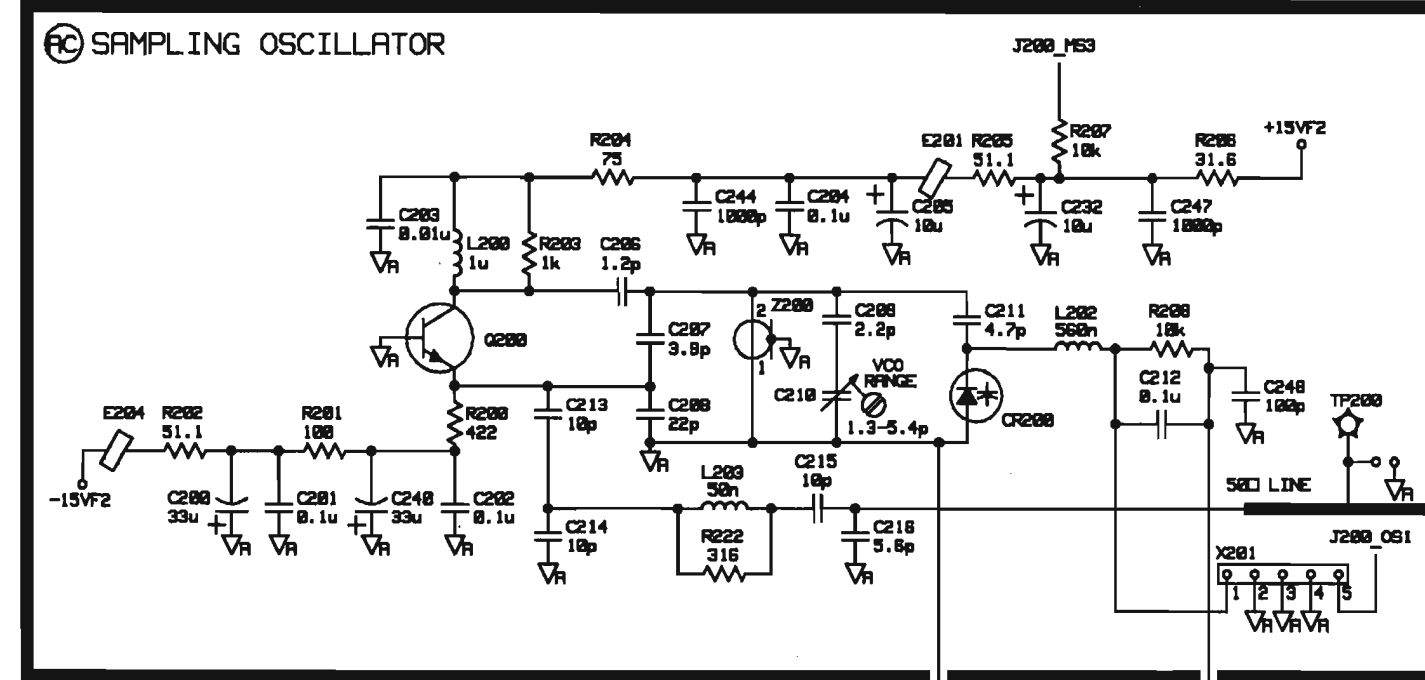 AC SAMPLING OSCILLATOR
J200_MS3
R204
75
E201
R205
51.1
R207
10k
R206
31.6
+15VF2
C203
0.01u
L200
1u
R203
1k
C206
1.2p
C244
1000p
C204
0.1u
+
C205
10u
+
C232
10u
C247
1000p
A
A
A
A
A
A
Q200
A
C207
3.9p
2
Z200
1
A
C209
2.2p
C211
4.7p
L202
560n
R208
10k
VCO
RANGE
C210
1.3-5.4p
CR200
C212
0.1u
C248
100p
A
TP200
E204
R202
51.1
R201
100
R200
422
C213
10p
C208
22p
A
-15VF2
C200
33u
+
C201
0.1u
C240
33u
+
C202
0.1u
A
A
A
A
L203
50n
C215
10p
R222
316
C214
10p
A
C216
5.6p
A
50□ LINE
A
J200_OSI
X201
1
2
3
4
5
A
A
A